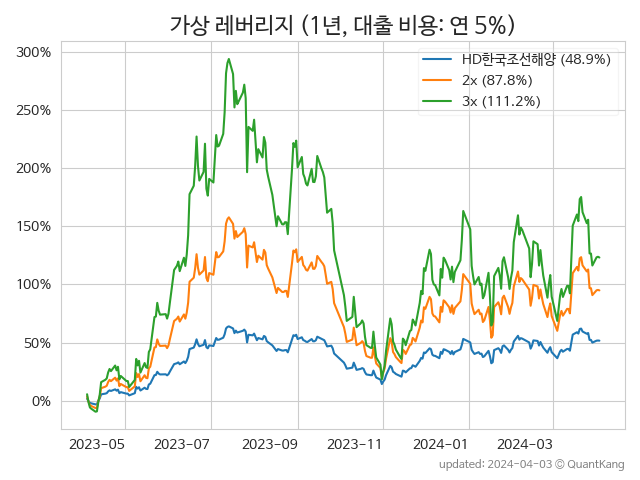 가상 레버리지 (1년, 대출 비용: 연 5%)
300%
250%
200%
150%
100%
50%
0%
HD한국조선해양 (48.9%)
2x (87.8%)
3x (111.2%)
2023-05
2023-07
2023-09
2023-11
2024-01
2024-03
updated: 2024-04-03 © QuantKang